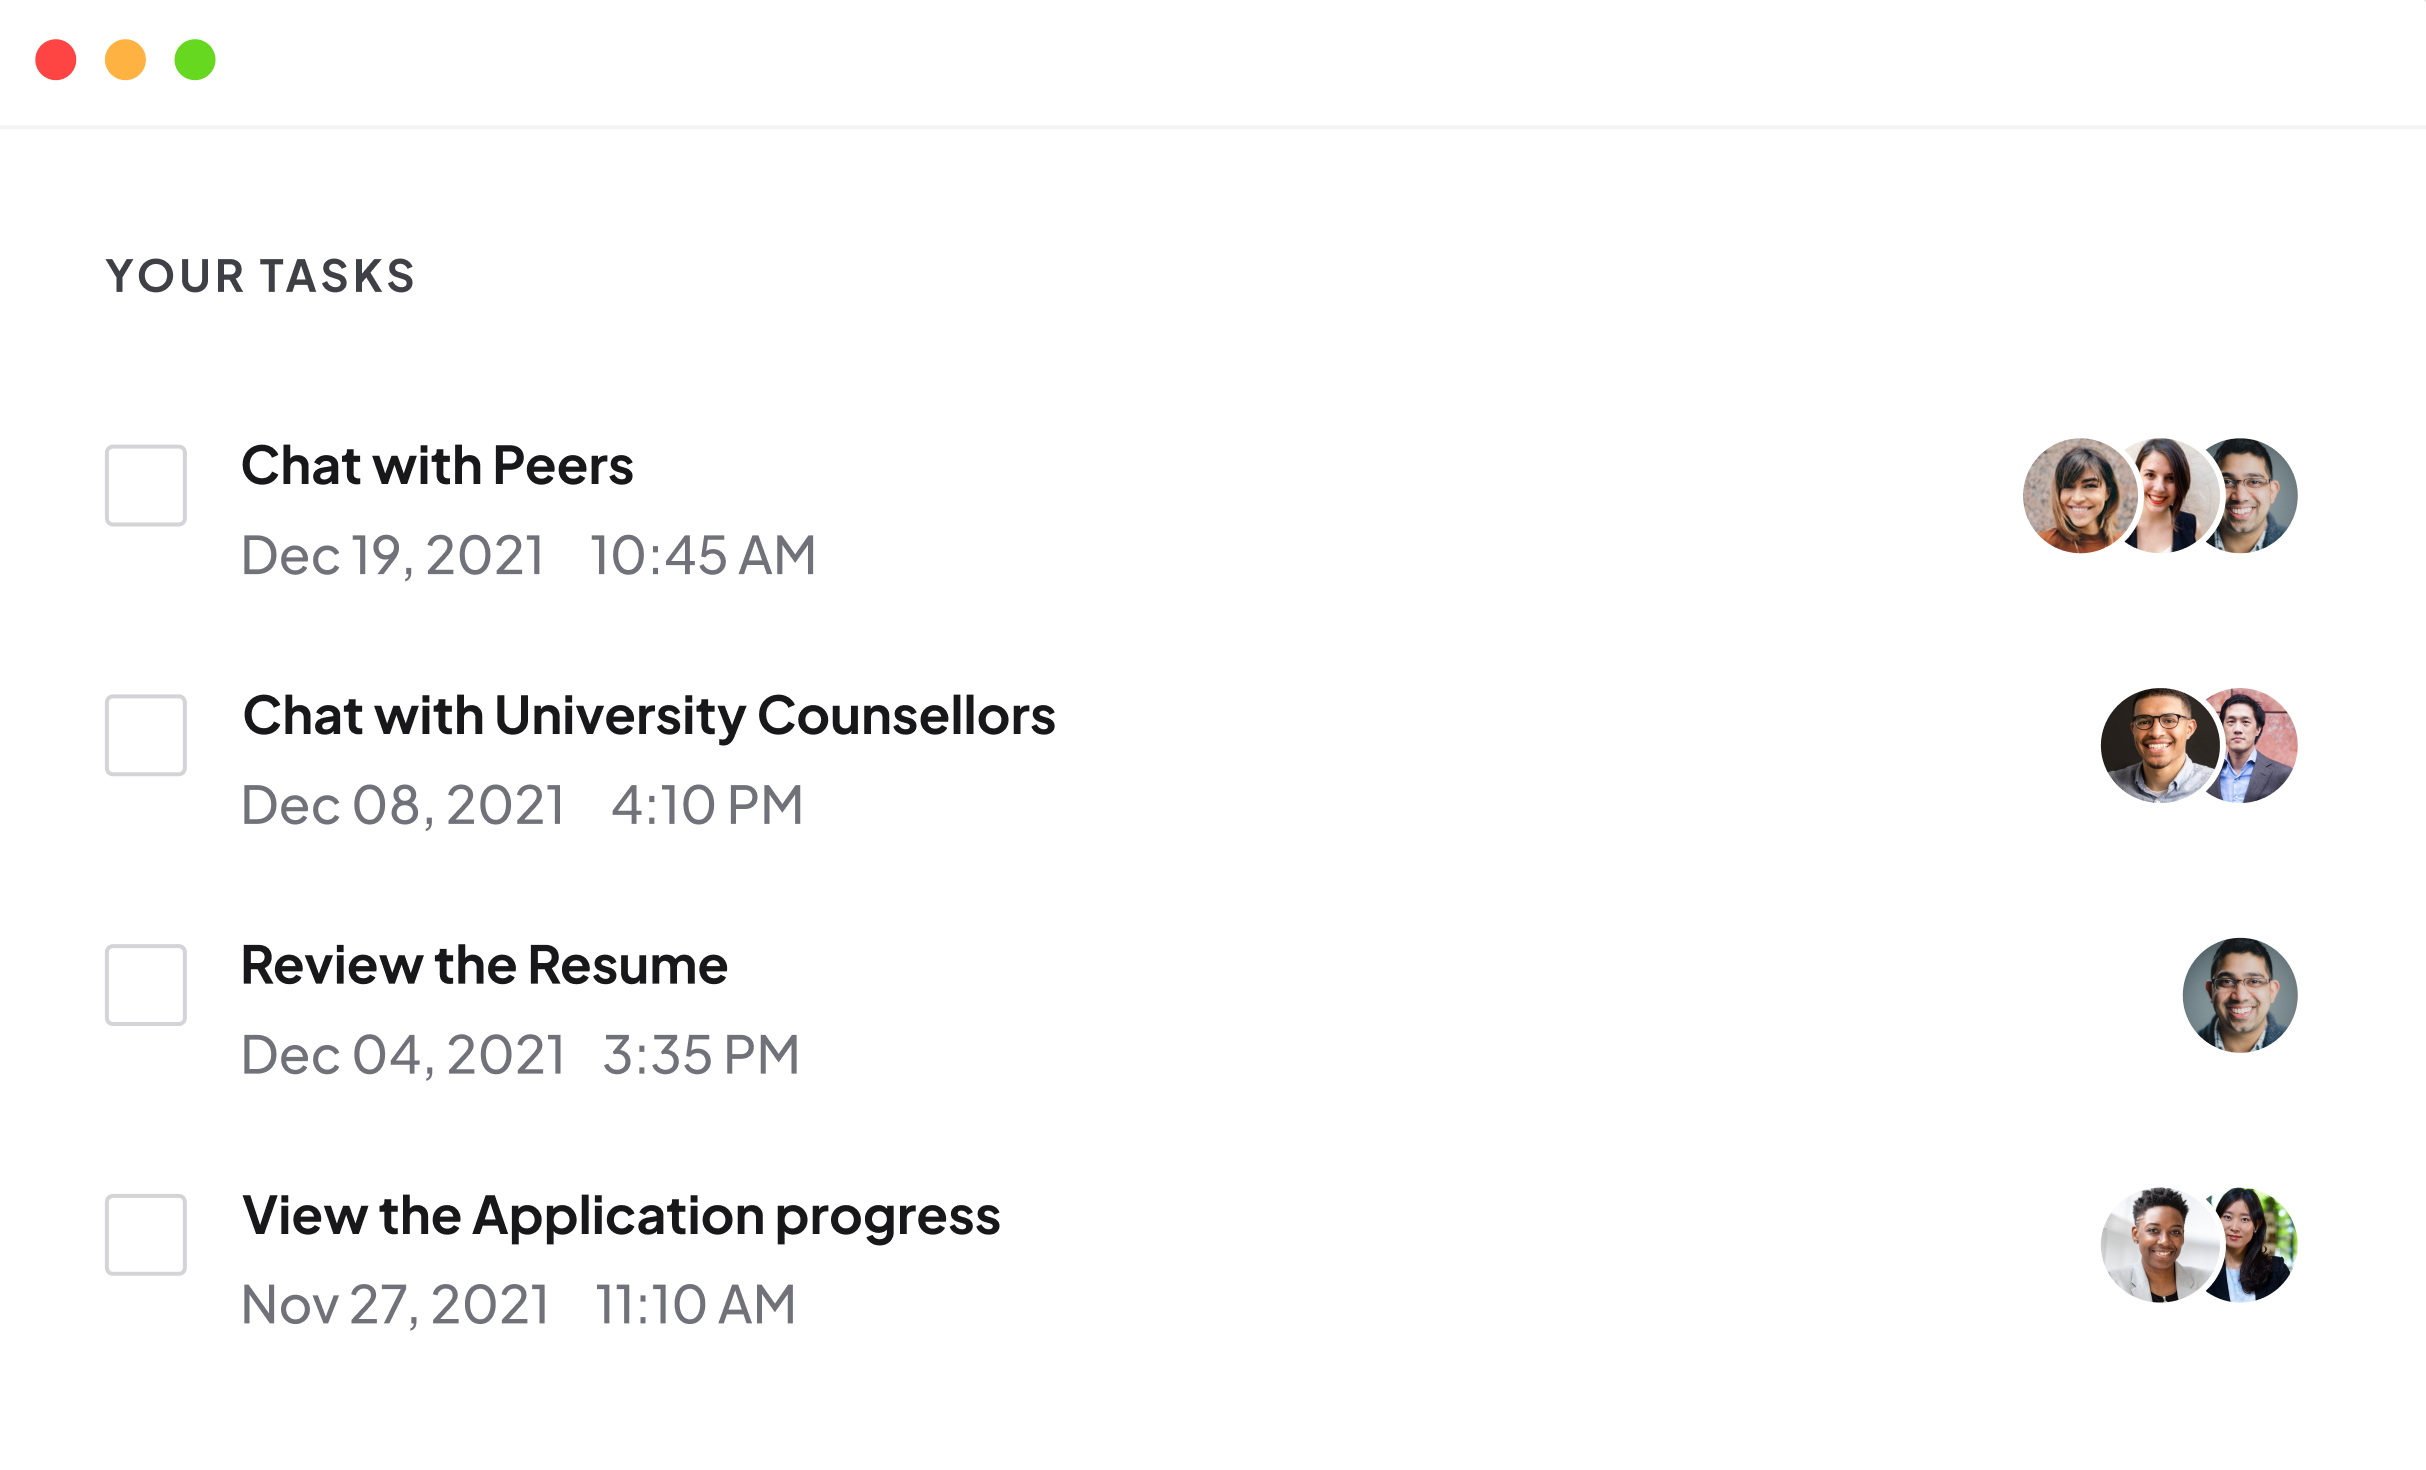 YOUR TASKS
Chat with Peers
Dec 19, 2021 10:45 AM
Chat with University Counsellors
Dec 08, 2021 4:10 PM
Review the Resume
Dec 04, 2021 3:35 PM
View the Application progress
Nov 27, 2021 11:10 AM